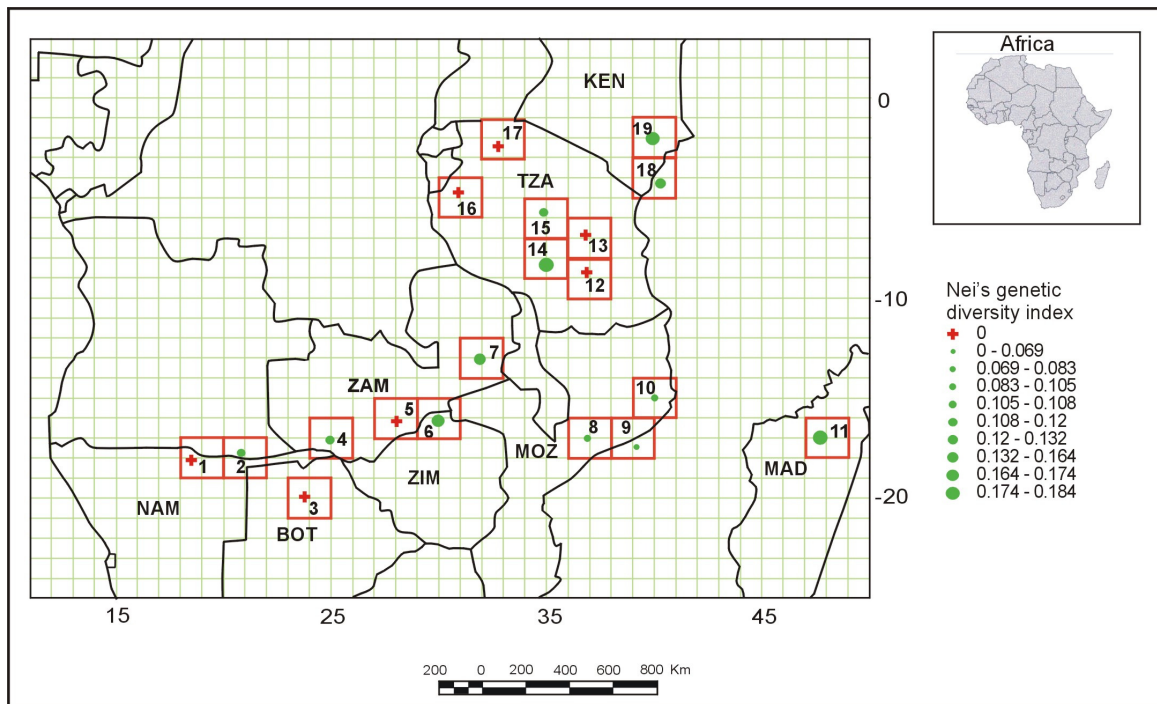 Africa
KEN
0
19
17
18
TZA
16
15
13
14
12
-10
7
ZAM
10
5
6
4
8
9
11
MOZ
MAD
1
2
ZIM
3
NAM
BOT
-20
15
25
35
45
200 0 200 400 600 800 Km
Nei's genetic
diversity index
0
0 - 0.069
0.069 - 0.083
0.083 - 0.105
0.105 - 0.108
0.108 - 0.12
0.12 - 0.132
0.132 - 0.164
0.164 - 0.174
0.174 - 0.184